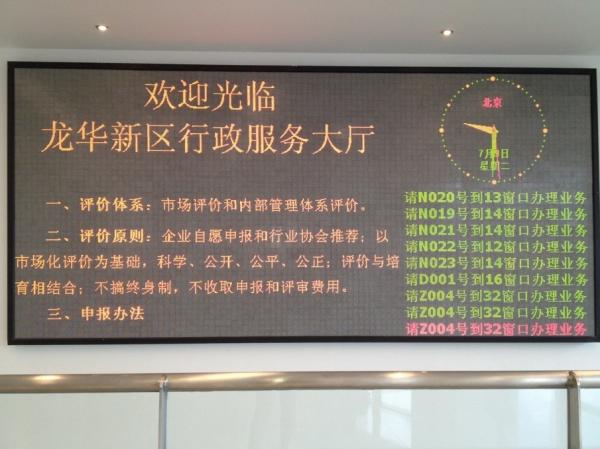 欢迎光临
龙华新区行政服务大厅
一、评价体系：市场评价和内部管理体系评价。
二、评价原则：企业自愿申报和行业协会推荐；以
市场化评价为基础，科学、公开、公平、公正；评价与培
育相结合；不搞终身制，不收取申报和评审费用。
三、申报办法
北京
星期二
请N020号到13窗口办理业务
请N019号到14窗口办理业务
请N021号到14窗口办理业务
请N022号到12窗口办理业务
请N023号到14窗口办理业务
请D001号到16窗口办理业务
请Z004号到32窗口办理业务
请Z004号到32窗口办理业务
请Z004号到32窗口办理业务